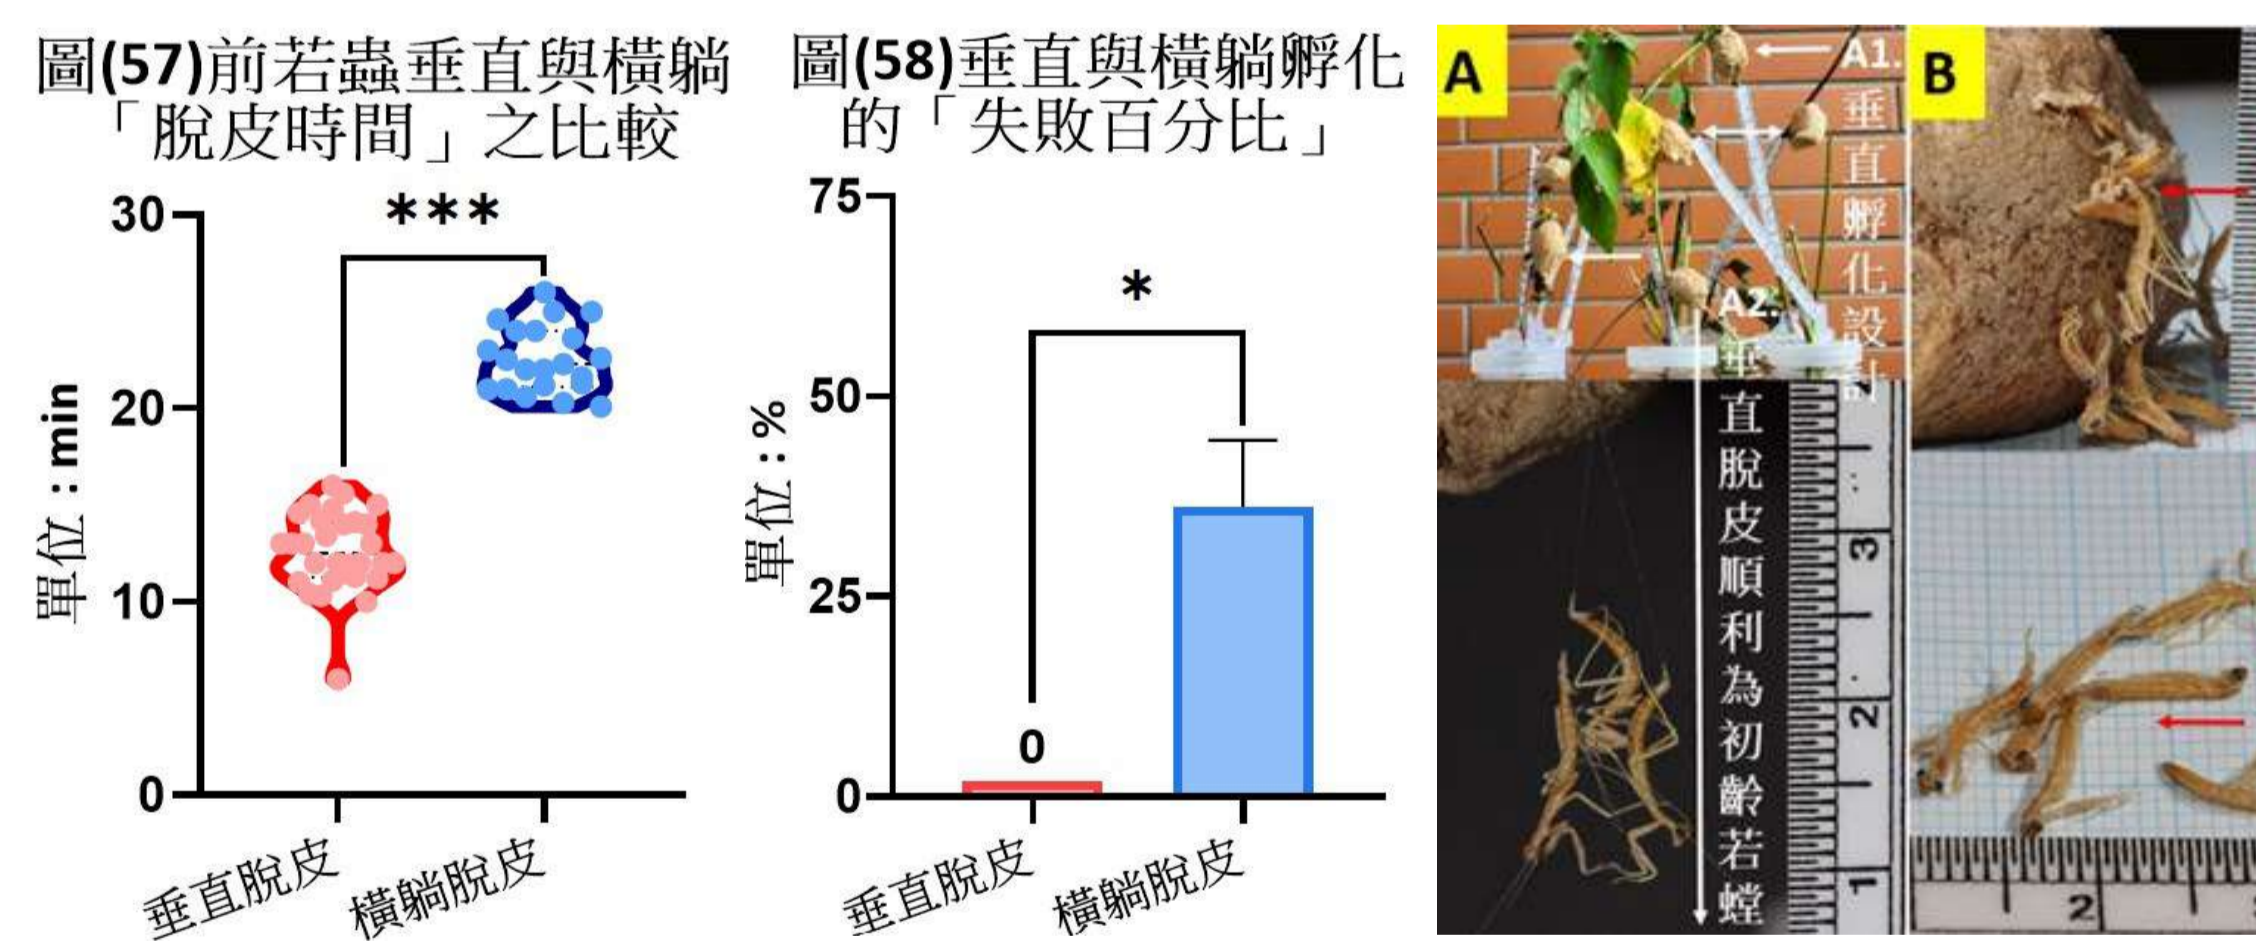 圖(57)前若蟲垂直與橫躺
「脫皮時間」之比較
單位:min
30
20
10
0
***
垂直脫皮
橫躺脫皮
圖(58)垂直與橫躺孵化
的「失敗百分比」
單位:%
75
50
25
0
*
0
垂直脫皮
橫躺脫皮
A
A1.垂直孵化設計
A2.垂直脫皮順利為初齡若螳
3
2
1
B
2